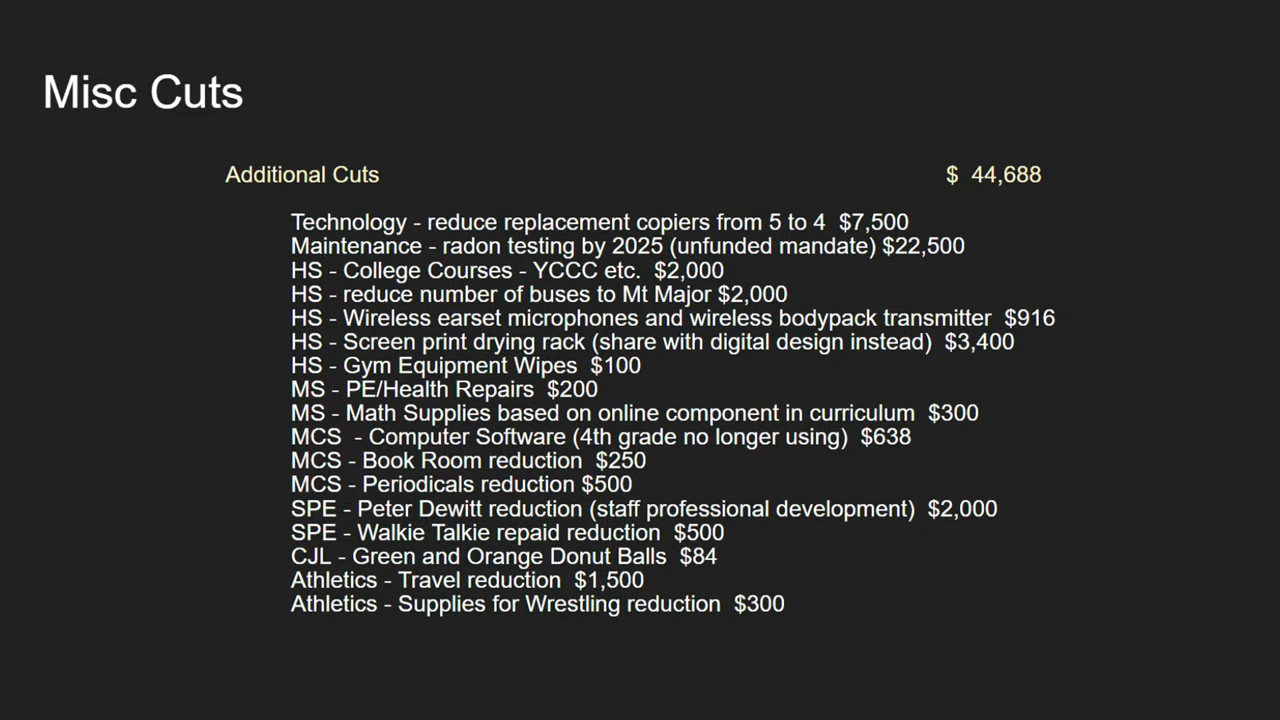 Misc Cuts
Additional Cuts $ 44,688
Technology - reduce replacement copiers from 5 to 4 $7,500
Maintenance - radon testing by 2025 (unfunded mandate) $22,500
HS - College Courses - YCCC etc. $2,000
HS - reduce number of buses to Mt Major $2,000
HS - Wireless earset microphones and wireless bodypack transmitter $916
HS - Screen print drying rack (share with digital design instead) $3,400
HS - Gym Equipment Wipes $100
MS - PE/Health Repairs $200
MS - Math Supplies based on online component in curriculum $300
MCS - Computer Software (4th grade no longer using) $638
MCS - Book Room reduction $250
MCS - Periodicals reduction $500
SPE - Peter Dewitt reduction (staff professional development) $2,000
SPE - Walkie Talkie repaid reduction $500
CJL - Green and Orange Donut Balls $84
Athletics - Travel reduction $1,500
Athletics - Supplies for Wrestling reduction $300